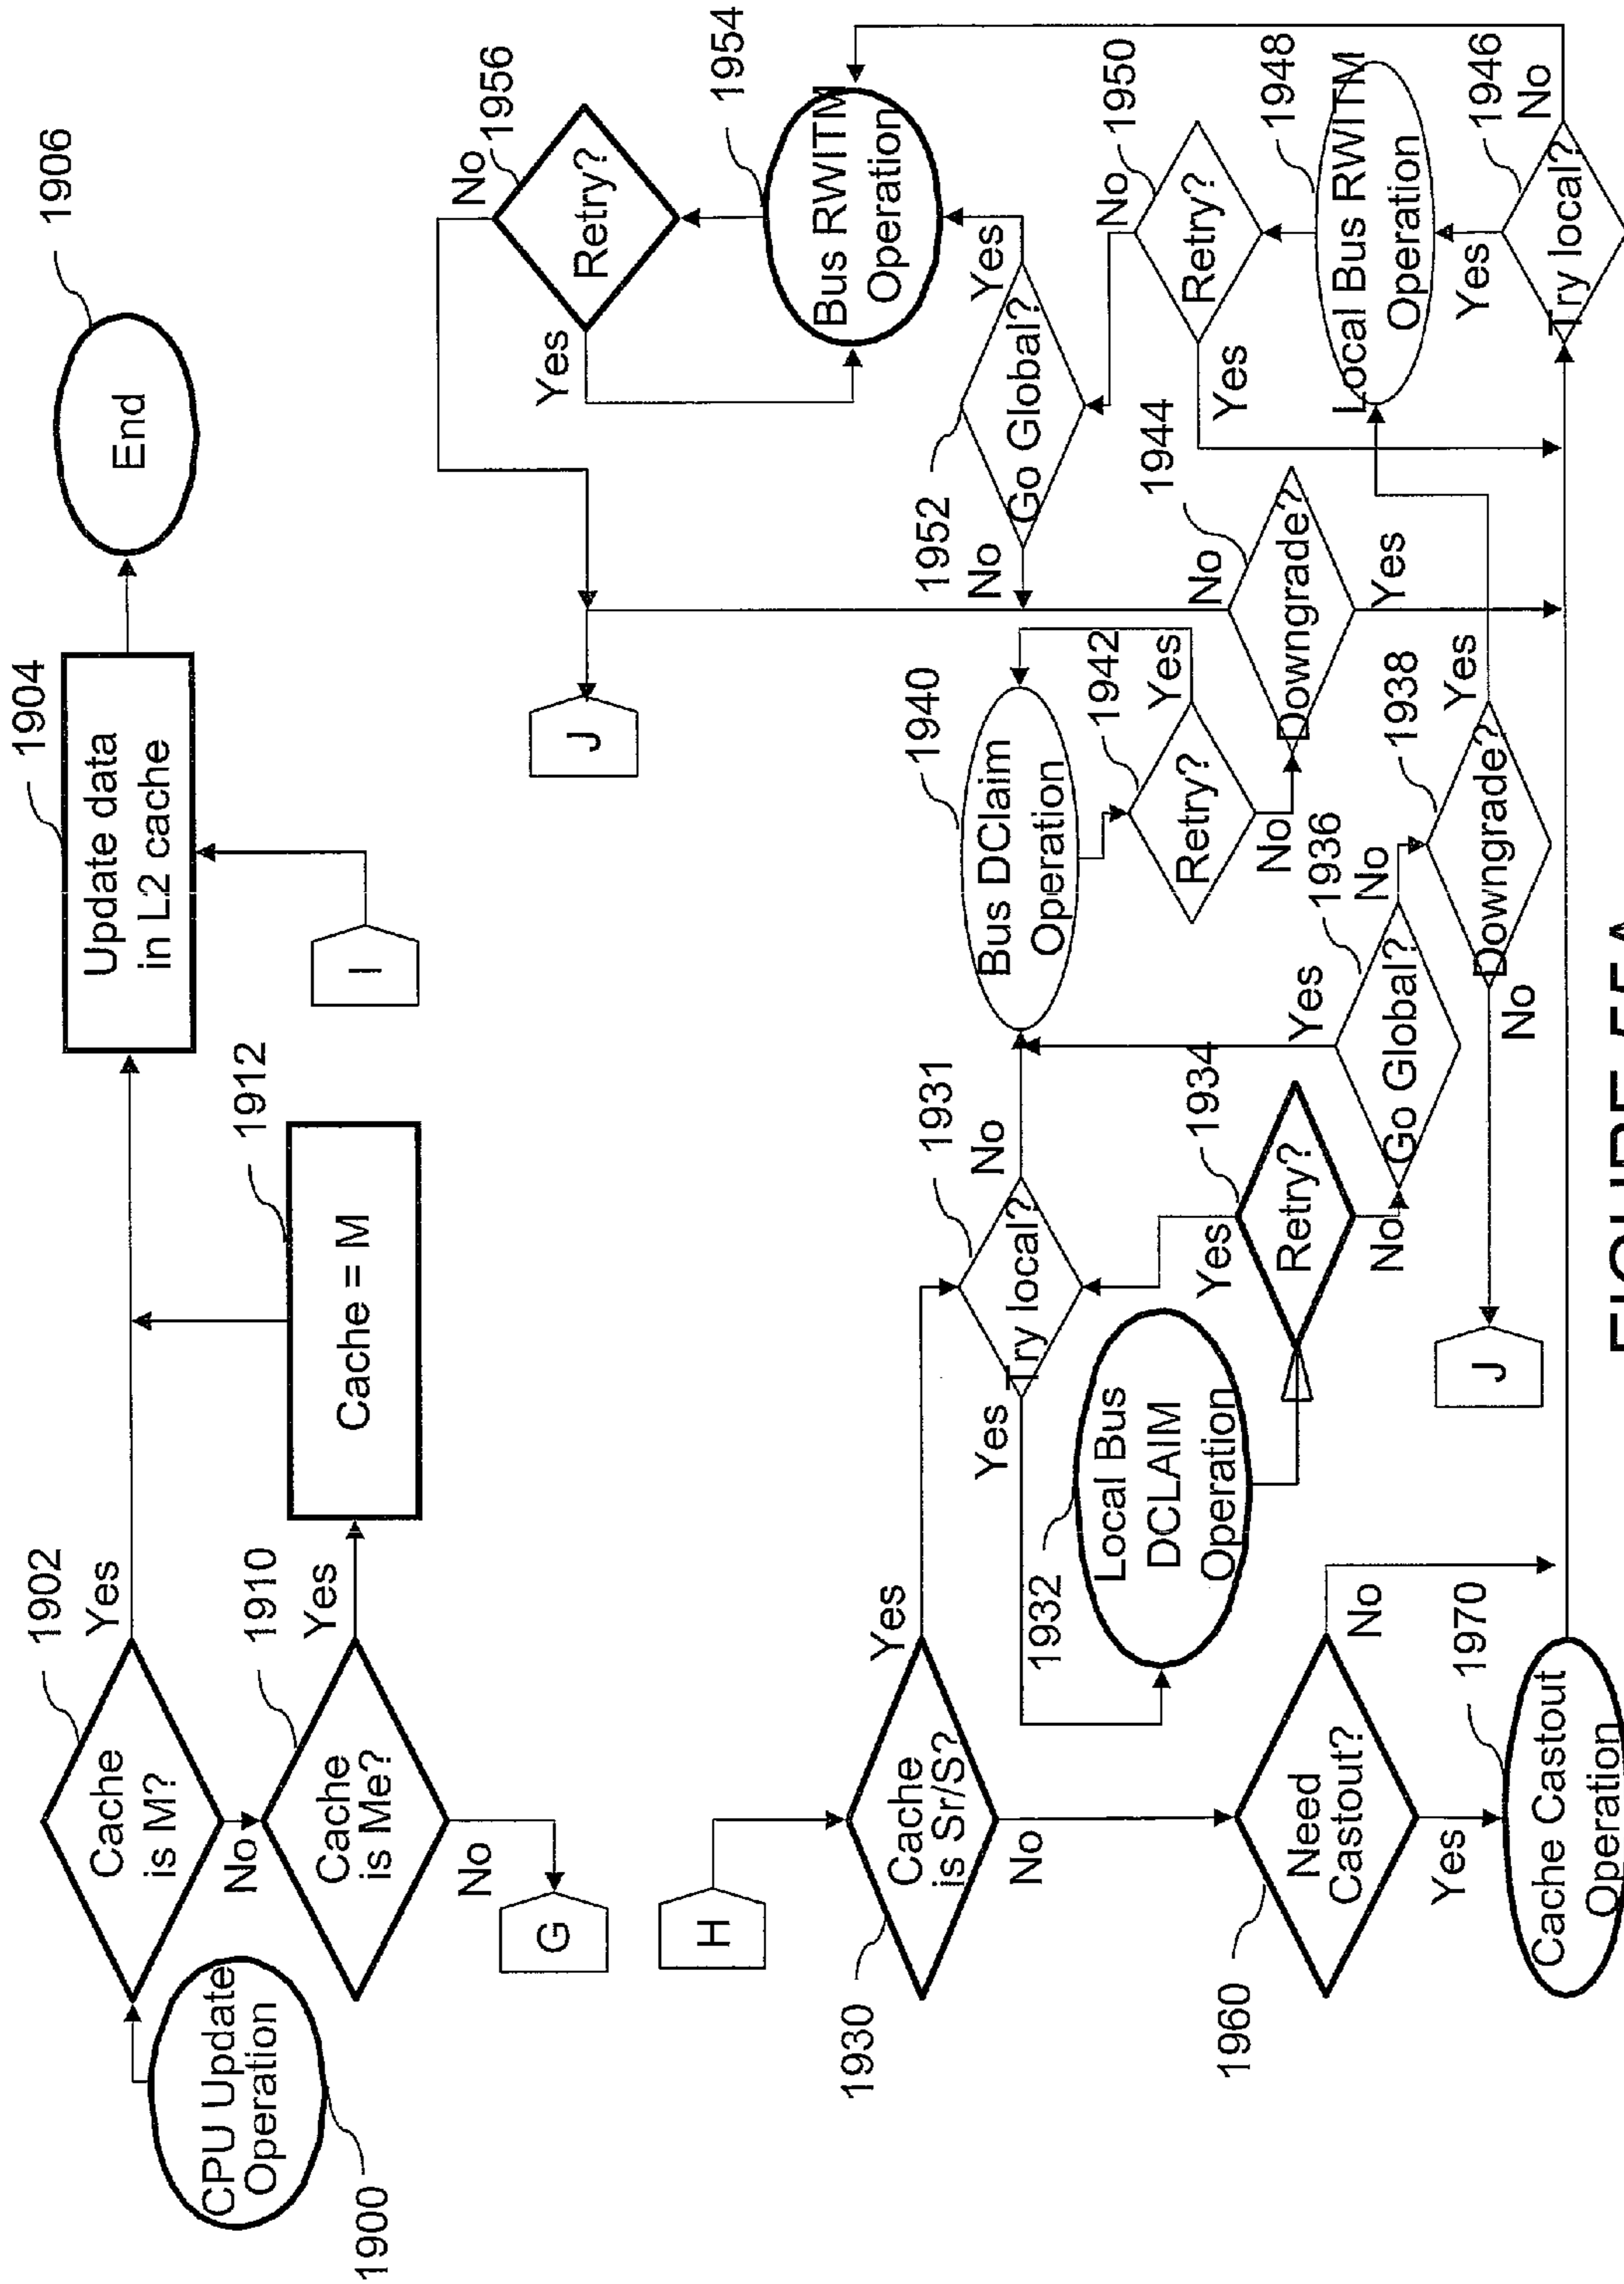 1900
CPU Update
Operation
1902
Cache
is M?
Yes
No
1904
Update data
in L2 cache
1906
End
1910
Cache
is Me?
Yes
No
1912
Cache = M
I
G
H
1930
Cache
is Sr/S?
Yes
No
1931
Try local?
No
Yes
1932
Local Bus
DCLAIM
Operation
1934
Retry?
Yes
No
1936
Go Global?
Yes
No
1938
Downgrade?
Yes
No
J
1940
Bus DClaim
Operation
1942
Retry?
Yes
No
1944
Downgrade?
No
Yes
J
1946
Try local?
No
Yes
1948
Local Bus RWITM
Operation
1950
Retry?
No
Yes
1952
Go Global?
Yes
No
1954
Bus RWITM
Operation
1956
Retry?
No
Yes
1960
Need
Castout?
No
Yes
1970
Cache Castout
Operation